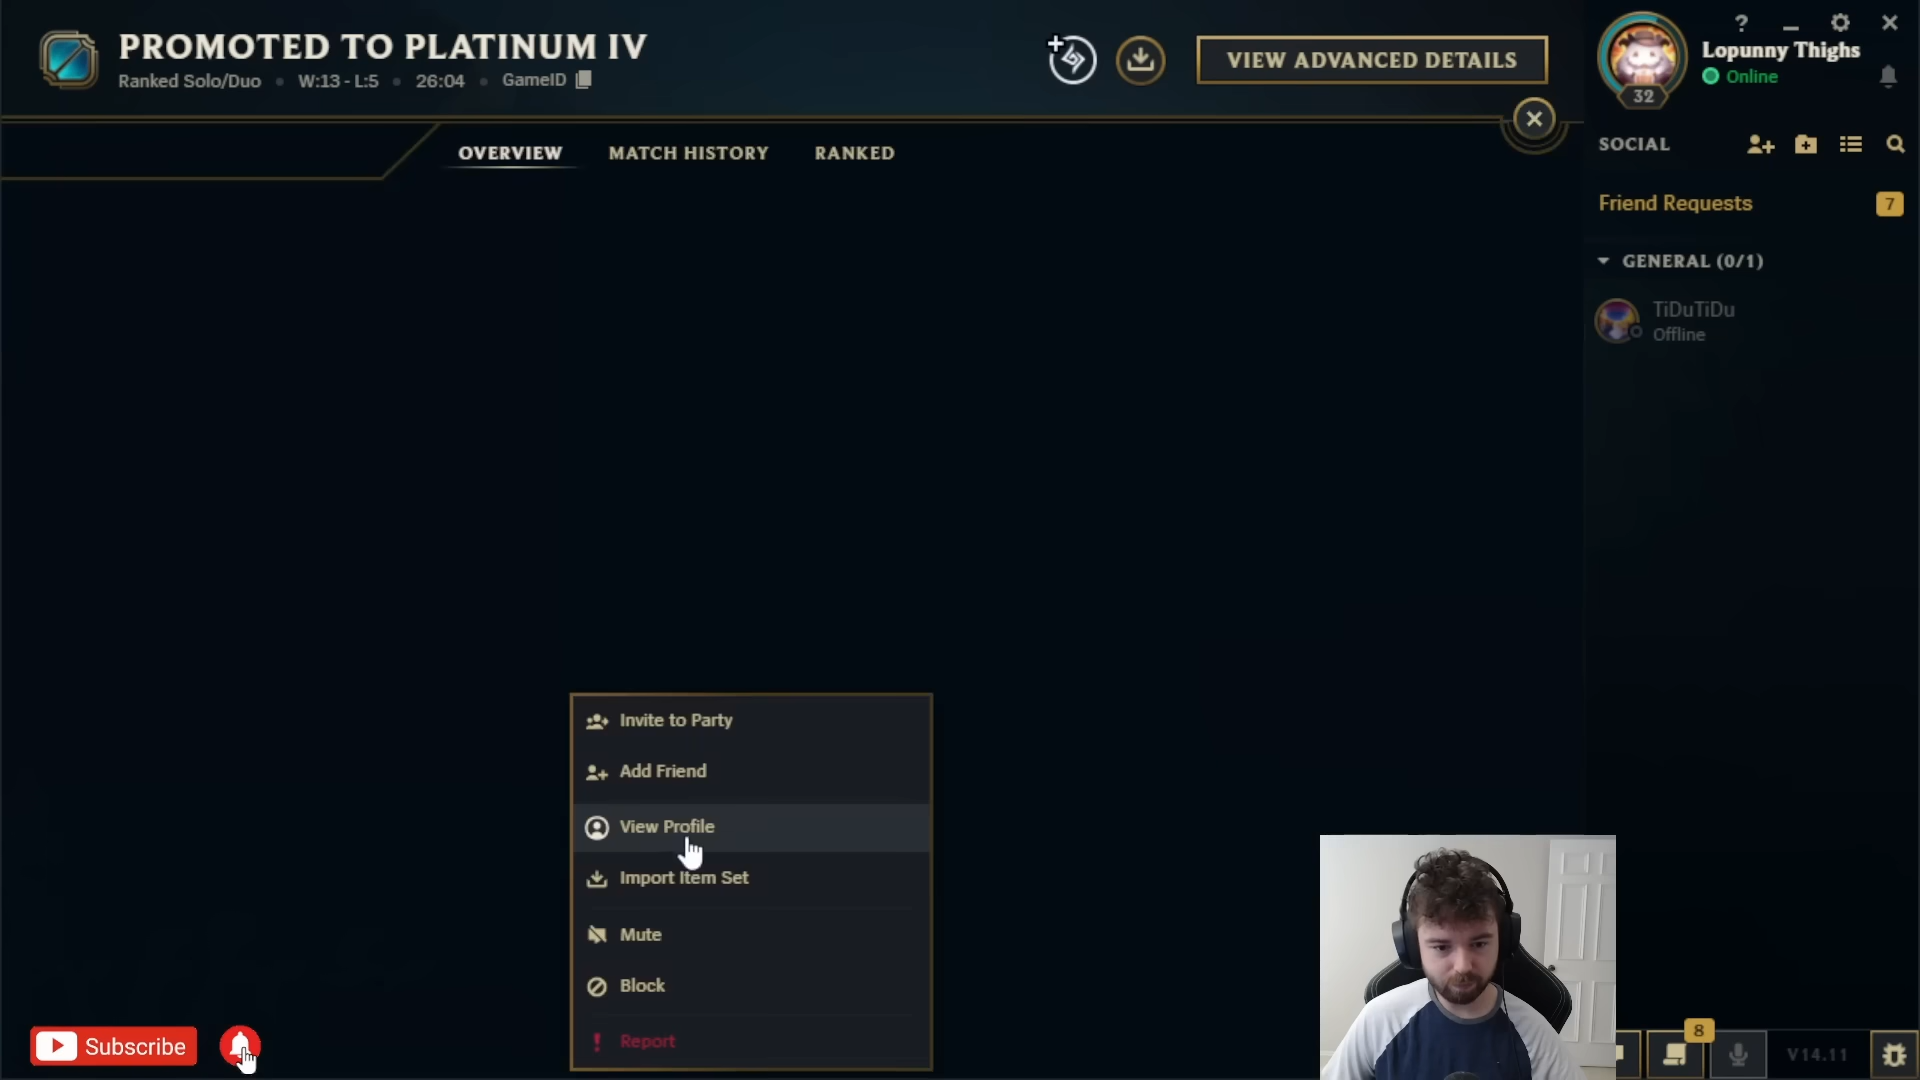 PROMOTED TO PLATINUM IV
Ranked Solo/Duo • W:13 - L:5 • 26:04 • GameID
VIEW ADVANCED DETAILS
?
Lopunny Thighs
Online
32
OVERVIEW
MATCH HISTORY
RANKED
SOCIAL
Friend Requests
7
GENERAL (0/1)
TiDuTiDu
Offline
Invite to Party
Add Friend
View Profile
Import Item Set
Mute
Block
Report
Subscribe
8
V14.11